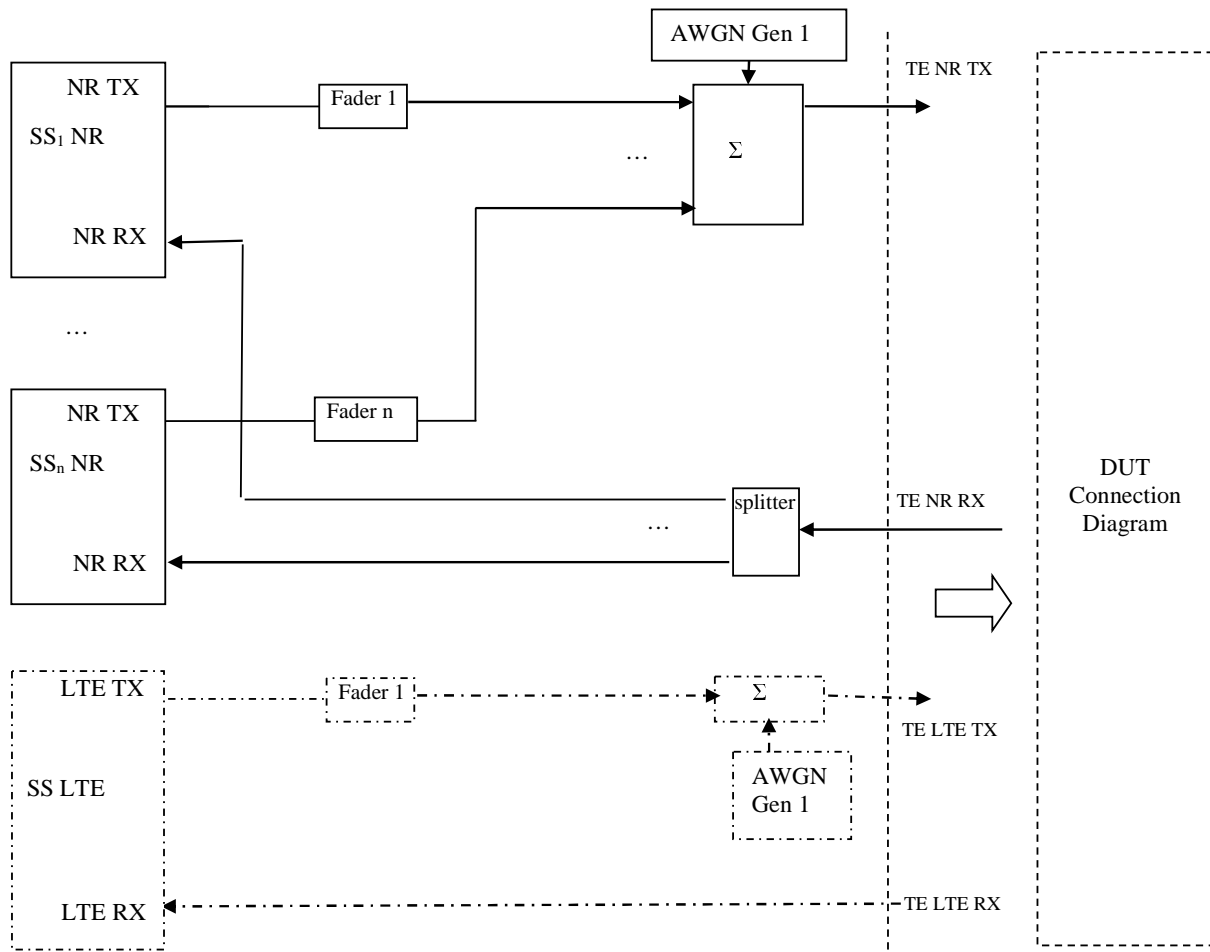 AWGN Gen 1
TE NR TX
NR TX
Fader 1
SS₁ NR
…
Σ
NR RX
…
NR TX
Fader n
SSₙ NR
DUT
Connection
Diagram
splitter
TE NR RX
…
NR RX
LTE TX
Fader 1
Σ
TE LTE TX
AWGN
Gen 1
SS LTE
LTE RX
TE LTE RX